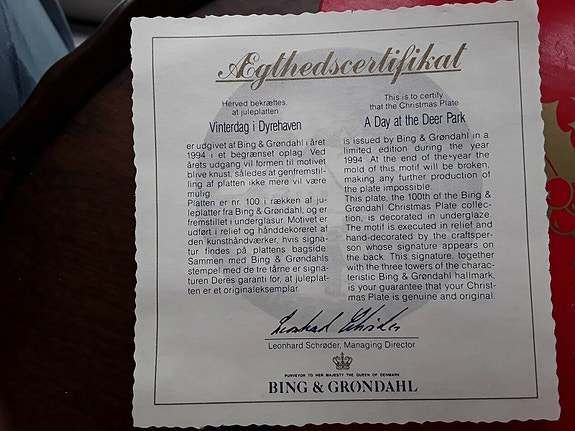 Ægthedscertifikat
Herved bekræftes,
at juleplatten
Vinterdag i Dyrehaven
er udgivet af Bing & Grøndahl i året
1994 i et begrænset oplag. Ved
årets udgang vil formen til motivet
blive knust, således at genfremstil-
ling af platten ikke mere vil være
mulig.
Platten er nr. 100 i rækken af ju-
leplatter fra Bing & Grøndahl, og er
fremstillet i underglasur. Motivet er
udført i relief og hånddekoreret af
den kunsthåndværker, hvis signa-
tur findes på plattens bagside.
Sammen med Bing & Grøndahls
stempel med de tre tårne er signa-
turen Deres garanti for, at juleplat-
ten er et originaleksemplar.
This is to certify
that the Christmas Plate
A Day at the Deer Park
is issued by Bing & Grøndahl in a
limited edition during the year
1994. At the end of the year the
mold of this motif will be broken,
making any further production of
the plate impossible.
This plate, the 100th of the Bing &
Grøndahl Christmas Plate collec-
tion, is decorated in underglaze.
The motif is executed in relief and
hand-decorated by the craftsper-
son whose signature appears on
the back. This signature, together
with the three towers of the charac-
teristic Bing & Grøndahl hallmark,
is your guarantee that your Christ-
mas Plate is genuine and original.
Leonhard Schrøder
Leonhard Schrøder, Managing Director
PURVEYOR TO HER MAJESTY THE QUEEN OF DENMARK
BING & GRØNDAHL